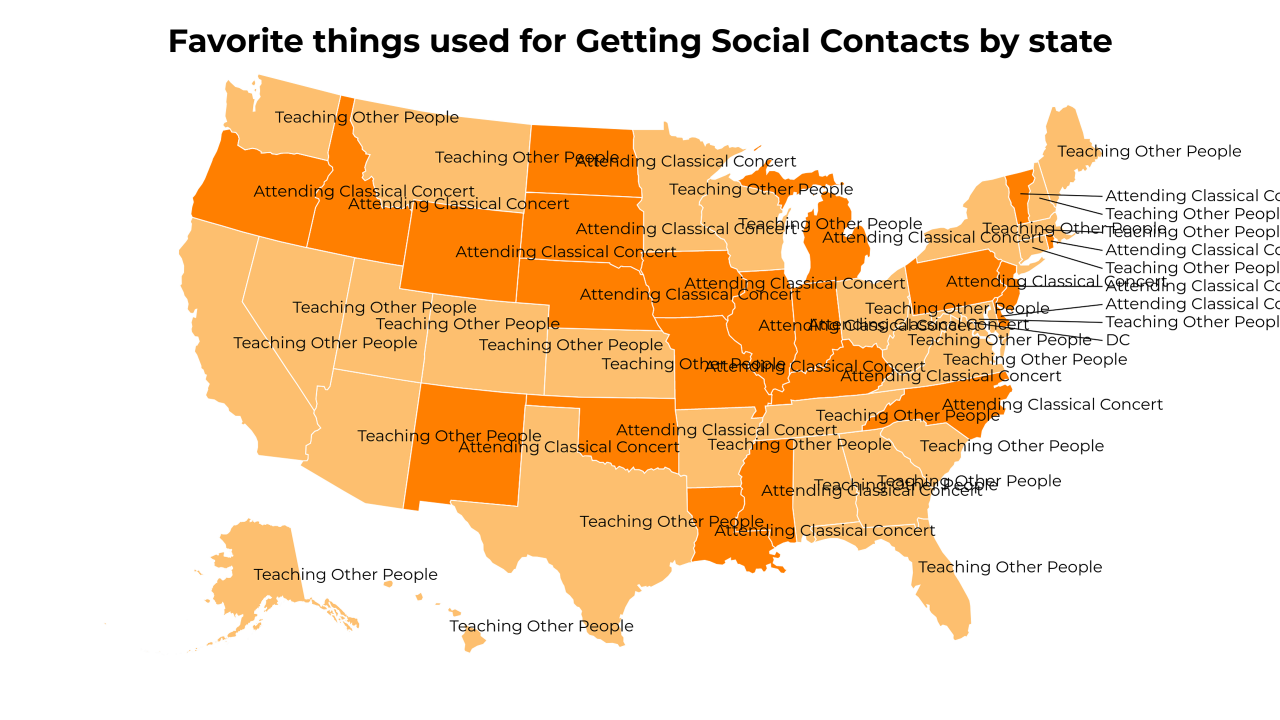 Favorite things used for Getting Social Contacts by state
Teaching Other People
Teaching Other People
Teaching Other People
Attending Classical Concert
Teaching Other People
Attending Classical Concert
Attending Classical Concert
Attending Classical Co
Attending Classical Concert
Teaching Other Peopl
Teaching Other People
Attending Classical Concert
Teaching Other People
Teaching Other Peopl
Attending Classical Concert
Attending Classical Co
Attending Classical Concert
Teaching Other Peopl
Attending Classical Concert
Attending Classical Concert
Attending Classical Co
Attending Classical Concert
Attending Classical Co
Teaching Other People
Teaching Other People
Teaching Other People
Attending Classical Concert
Attending Classical Concert
Teaching Other Peopl
Teaching Other People
Teaching Other People
Teaching Other People
DC
Teaching Other People
Teaching Other People
Attending Classical Concert
Attending Classical Concert
Attending Classical Concert
Teaching Other People
Attending Classical Concert
Teaching Other People
Attending Classical Concert
Teaching Other People
Teaching Other People
Teaching Other People
Teaching Other People
Attending Classical Concert
Teaching Other People
Attending Classical Concert
Teaching Other People
Teaching Other People
Teaching Other People